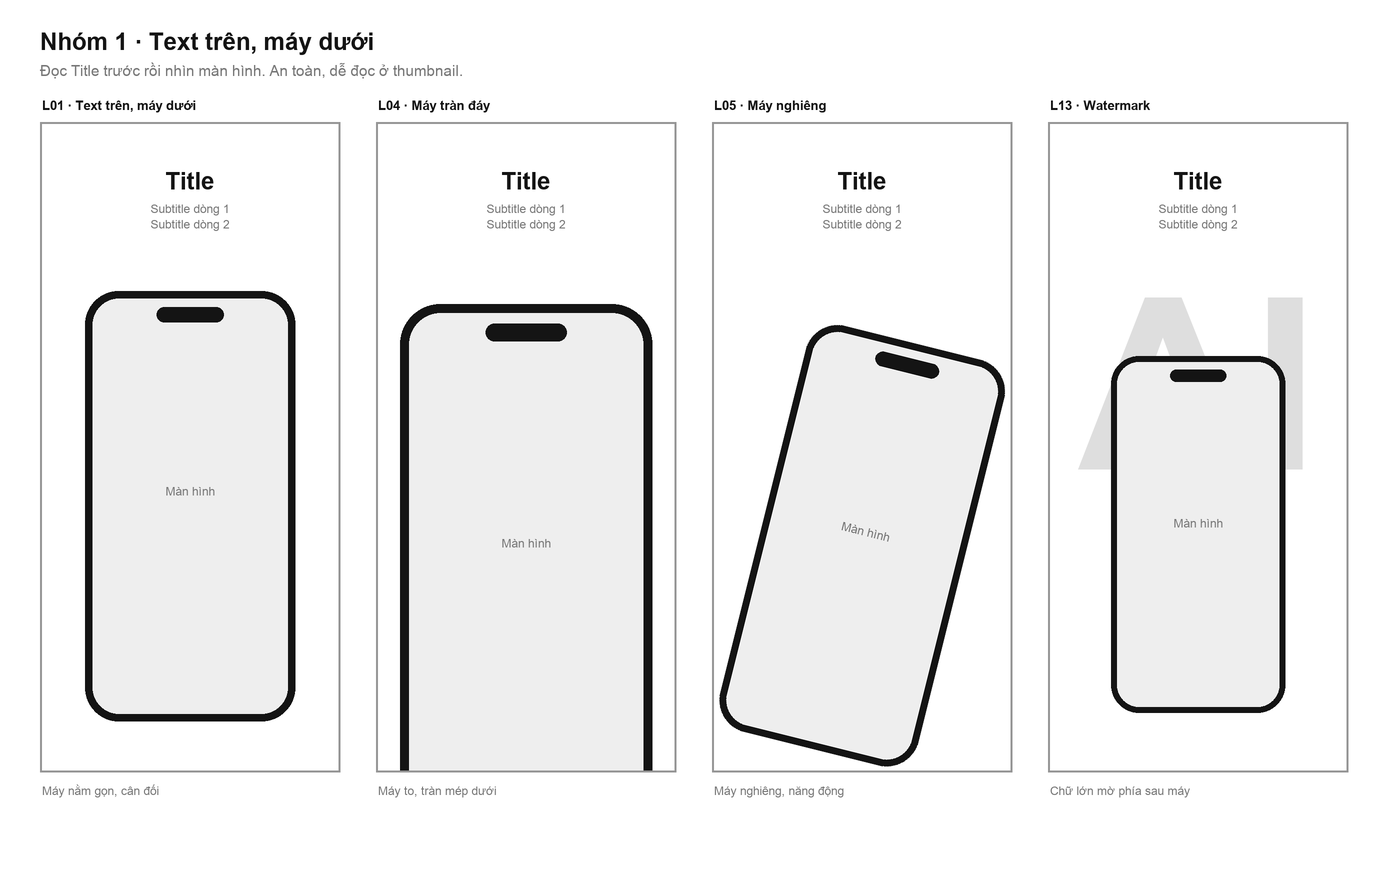 Nhóm 1 · Text trên, máy dưới
Đọc Title trước rồi nhìn màn hình. An toàn, dễ đọc ở thumbnail.
L01 · Text trên, máy dưới
Title
Subtitle dòng 1
Subtitle dòng 2
Màn hình
Máy nằm gọn, cân đối
L04 · Máy tràn đáy
Title
Subtitle dòng 1
Subtitle dòng 2
Màn hình
Máy to, tràn mép dưới
L05 · Máy nghiêng
Title
Subtitle dòng 1
Subtitle dòng 2
Màn hình
Máy nghiêng, năng động
L13 · Watermark
Title
Subtitle dòng 1
Subtitle dòng 2
AI
Màn hình
Chữ lớn mờ phía sau máy